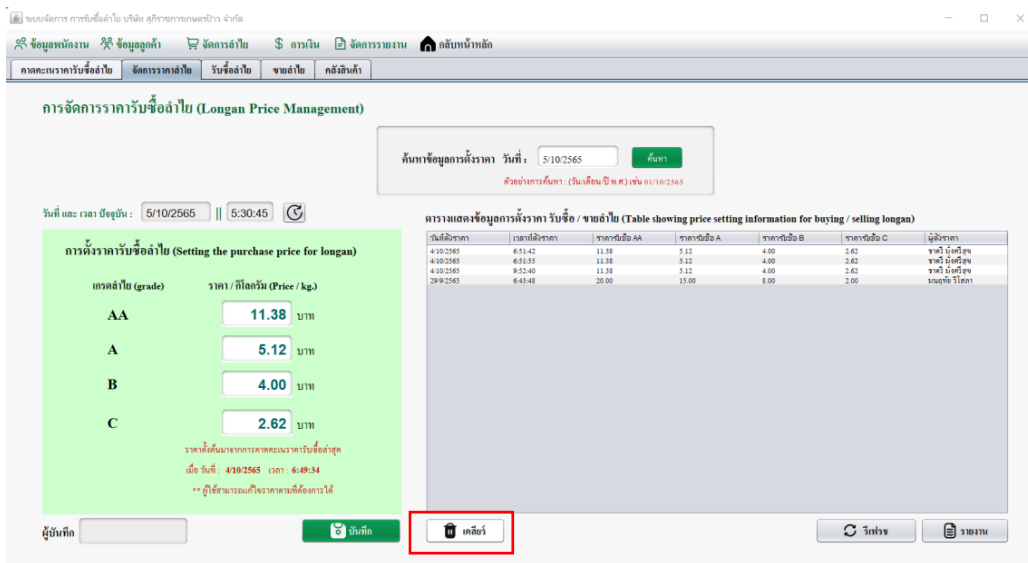 ระบบจัดการ การรับซื้อลำไย บริษัท สุภิราชการเกษตรป้าว จำกัด
ข้อมูลพนักงาน ข้อมูลลูกค้า จัดการลำไย $ การเงิน จัดการรายงาน กลับหน้าหลัก
คาดคะเนราคารับซื้อลำไย จัดการราคาลำไย รับซื้อลำไย ขายลำไย คลังสินค้า
การจัดการราคารับซื้อลำไย (Longan Price Management)
ค้นหาข้อมูลการตั้งราคา วันที่ : 5/10/2565 ค้นหา
ตัวอย่างการค้นหา : (วัน/เดือน/ปี พ.ศ.) เช่น 01/10/2565
วันที่ และ เวลา ปัจจุบัน : 5/10/2565 || 5:30:45
ตารางแสดงข้อมูลการตั้งราคา รับซื้อ / ขายลำไย (Table showing price setting information for buying / selling longan)
วันที่ตั้งราคา เวลาที่ตั้งราคา ราคารับซื้อ AA ราคารับซื้อ A ราคารับซื้อ B ราคารับซื้อ C ผู้ตั้งราคา
4/10/2565 6:51:42 11.38 5.12 4.00 2.62
4/10/2565 6:51:55 11.38 5.12 4.00 2.62
4/10/2565 9:52:40 11.38 5.12 4.00 2.62
29/9/2565 6:43:48 20.00 15.00 8.00 2.00
การตั้งราคารับซื้อลำไย (Setting the purchase price for longan)
เกรดลำไย (grade) ราคา / กิโลกรัม (Price / kg.)
AA 11.38 บาท
A 5.12 บาท
B 4.00 บาท
C 2.62 บาท
ราคาตั้งต้นมาจากการคาดคะเนราคารับซื้อล่าสุด
เมื่อ วันที่ : 4/10/2565 เวลา : 6:49:34
** ผู้ใช้สามารถแก้ไขราคาตามที่ต้องการได้
ผู้บันทึก บันทึก เคลียร์ รีเฟรช รายงาน